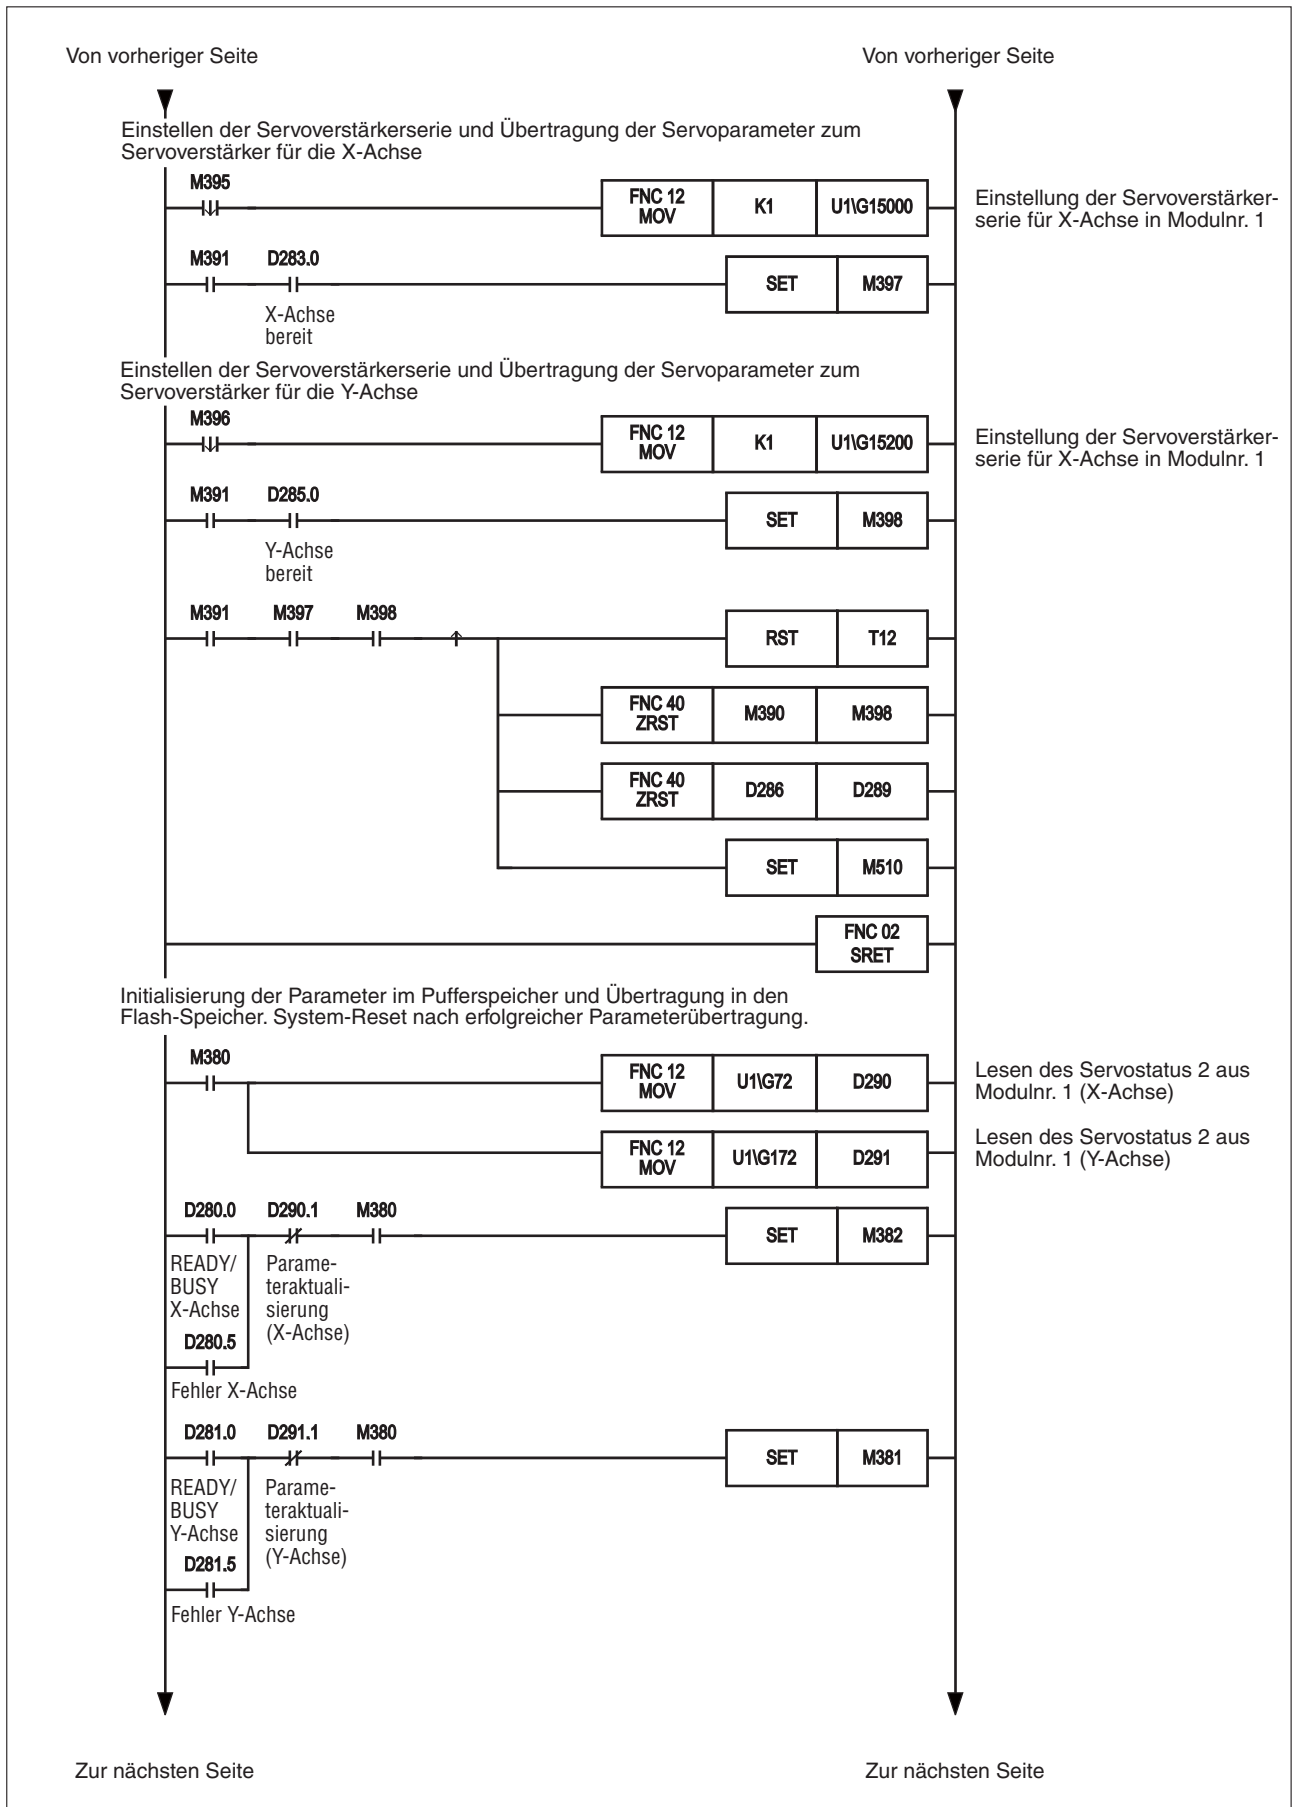 Von vorheriger Seite
Von vorheriger Seite
Einstellen der Servoverstärkerserie und Übertragung der Servoparameter zum
Servoverstärker für die X-Achse
M395
FNC 12
MOV
K1
U1\G15000
Einstellung der Servoverstärker-
serie für X-Achse in Modulnr. 1
M391
D283.0
SET
M397
X-Achse
bereit
Einstellen der Servoverstärkerserie und Übertragung der Servoparameter zum
Servoverstärker für die Y-Achse
M396
FNC 12
MOV
K1
U1\G15200
Einstellung der Servoverstärker-
serie für X-Achse in Modulnr. 1
M391
D285.0
SET
M398
Y-Achse
bereit
M391
M397
M398
RST
T12
FNC 40
ZRST
M390
M398
FNC 40
ZRST
D286
D289
SET
M510
FNC 02
SRET
Initialisierung der Parameter im Pufferspeicher und Übertragung in den
Flash-Speicher. System-Reset nach erfolgreicher Parameterübertragung.
M380
FNC 12
MOV
U1\G72
D290
Lesen des Servostatus 2 aus
Modulnr. 1 (X-Achse)
FNC 12
MOV
U1\G172
D291
Lesen des Servostatus 2 aus
Modulnr. 1 (Y-Achse)
D280.0
D290.1
M380
SET
M382
READY/
BUSY
X-Achse
Parame-
teraktuali-
sierung
(X-Achse)
D280.5
Fehler X-Achse
D281.0
D291.1
M380
SET
M381
READY/
BUSY
Y-Achse
Parame-
teraktuali-
sierung
(Y-Achse)
D281.5
Fehler Y-Achse
Zur nächsten Seite
Zur nächsten Seite